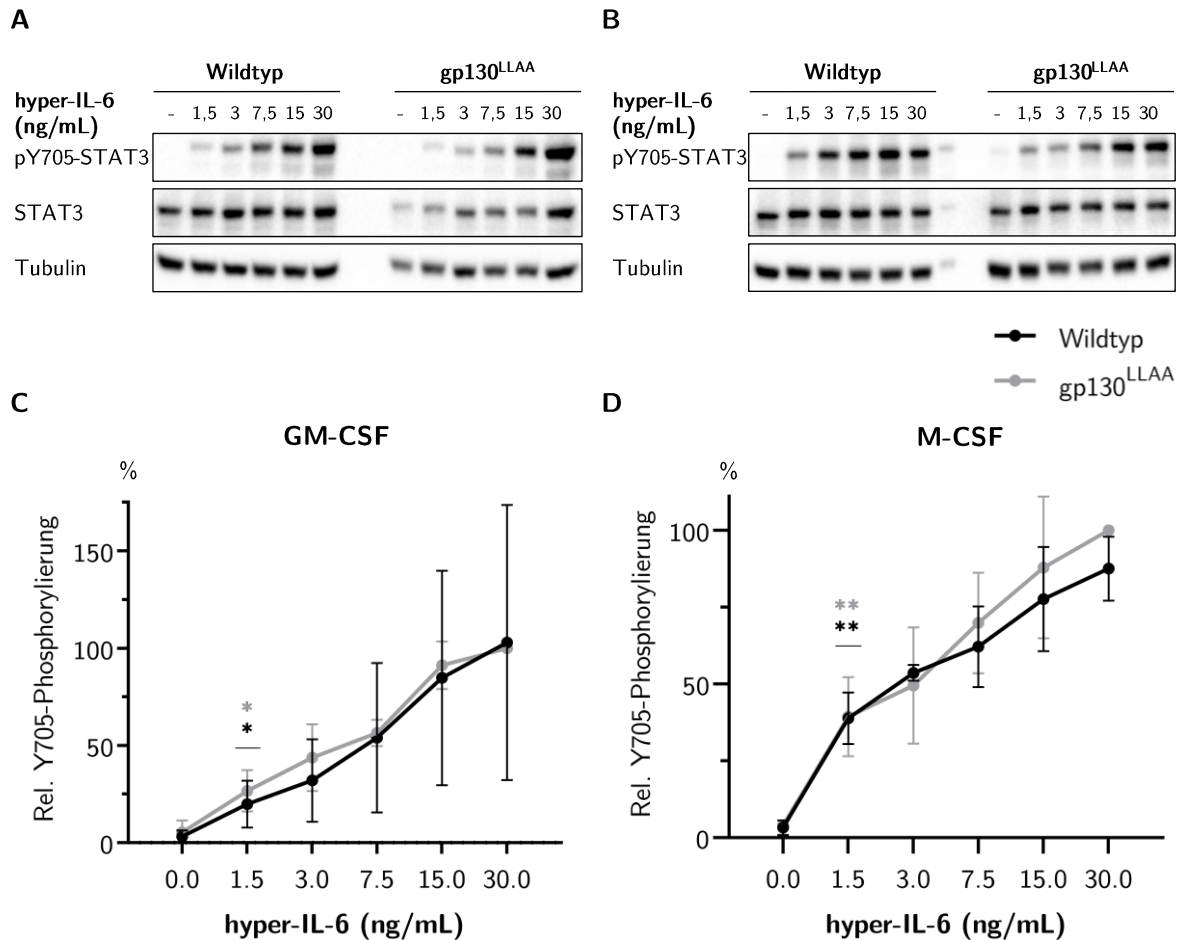 A
B
Wildtyp gp130LLAA
Wildtyp gp130LLAA
hyper-IL-6
(ng/mL)
- 1,5 3 7,5 15 30 - 1,5 3 7,5 15 30
hyper-IL-6
(ng/mL)
- 1,5 3 7,5 15 30 - 1,5 3 7,5 15 30
pY705-STAT3
pY705-STAT3
STAT3
STAT3
Tubulin
Tubulin
Wildtyp
gp130LLAA
C
GM-CSF
%
Rel. Y705-Phosphorylierung
150
100
50
0
*
*
0.0 1.5 3.0 7.5 15.0 30.0
hyper-IL-6 (ng/mL)
D
M-CSF
%
Rel. Y705-Phosphorylierung
100
50
0
**
**
0.0 1.5 3.0 7.5 15.0 30.0
hyper-IL-6 (ng/mL)